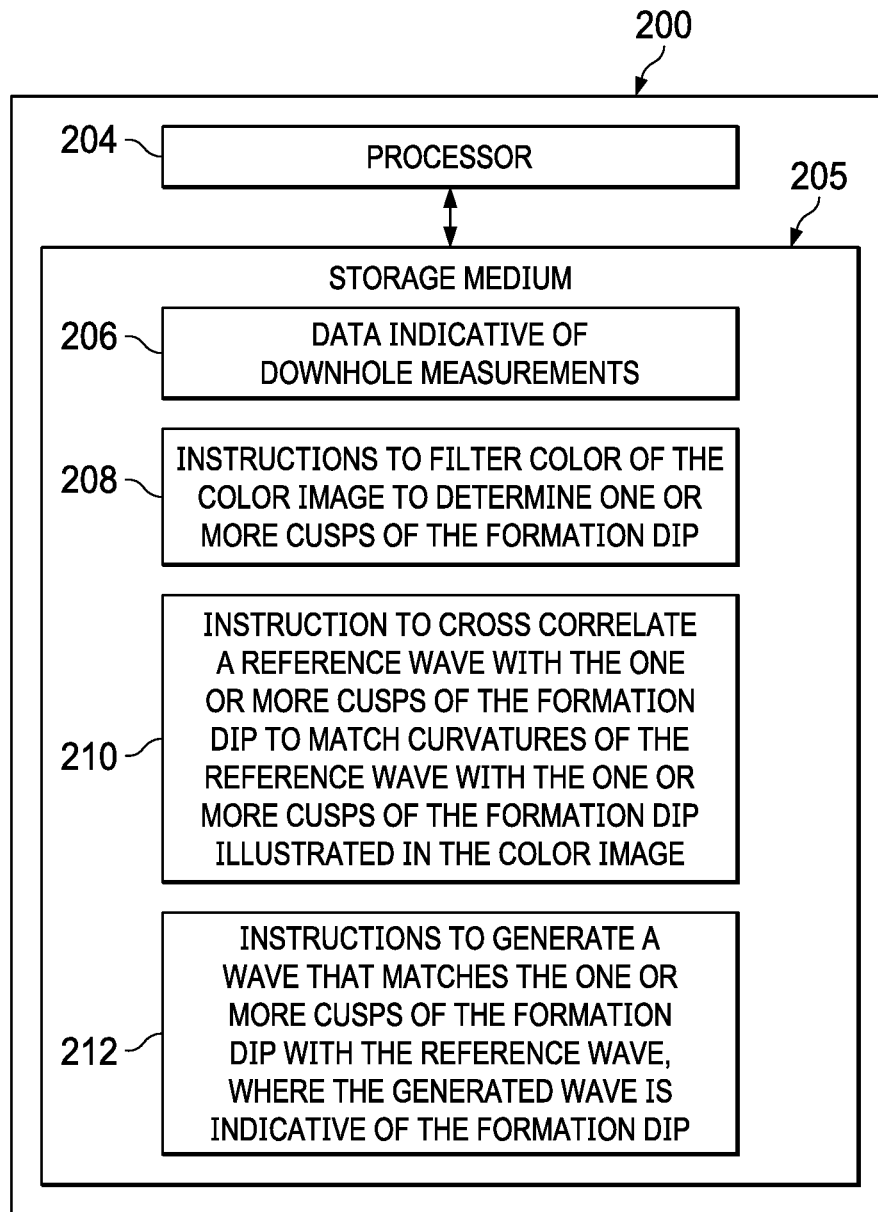 200
204
PROCESSOR
205
STORAGE MEDIUM
206
DATA INDICATIVE OF
DOWNHOLE MEASUREMENTS
208
INSTRUCTIONS TO FILTER COLOR OF THE
COLOR IMAGE TO DETERMINE ONE OR
MORE CUSPS OF THE FORMATION DIP
210
INSTRUCTION TO CROSS CORRELATE
A REFERENCE WAVE WITH THE ONE
OR MORE CUSPS OF THE FORMATION
DIP TO MATCH CURVATURES OF THE
REFERENCE WAVE WITH THE ONE OR
MORE CUSPS OF THE FORMATION DIP
ILLUSTRATED IN THE COLOR IMAGE
212
INSTRUCTIONS TO GENERATE A
WAVE THAT MATCHES THE ONE OR
MORE CUSPS OF THE FORMATION
DIP WITH THE REFERENCE WAVE,
WHERE THE GENERATED WAVE IS
INDICATIVE OF THE FORMATION DIP